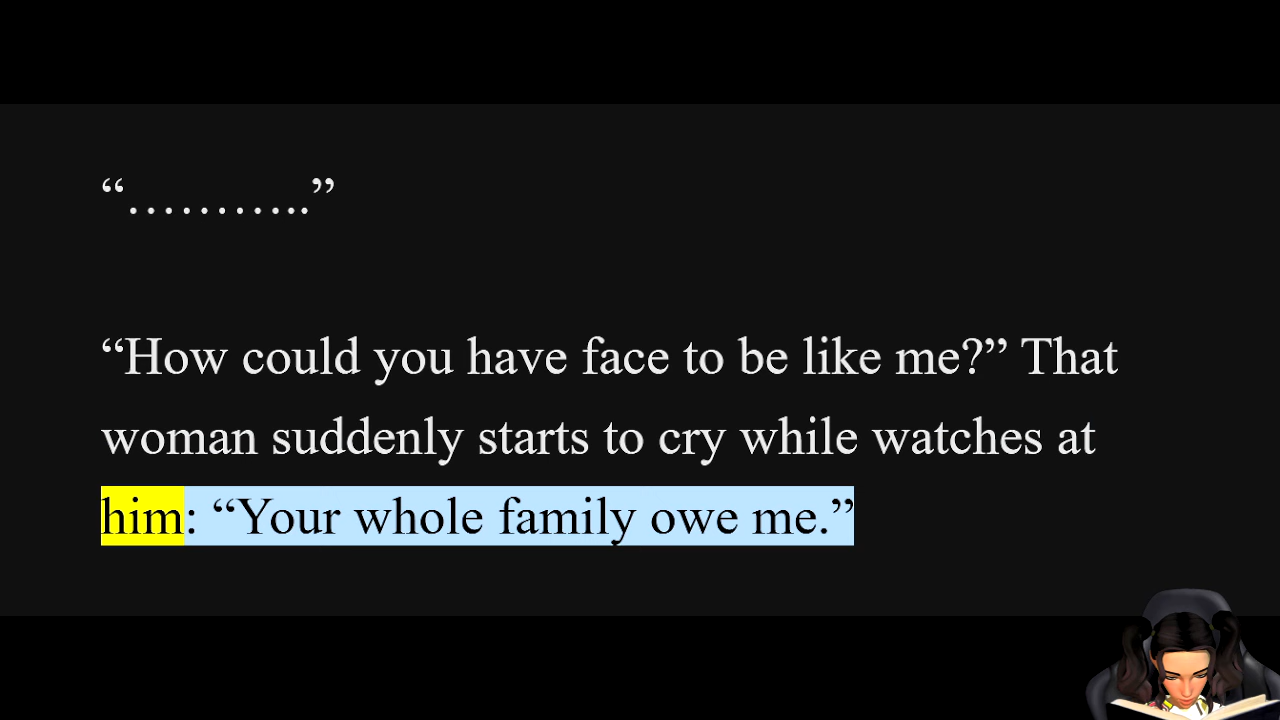 “………..”
“How could you have face to be like me?” That
woman suddenly starts to cry while watches at
him: “Your whole family owe me.”